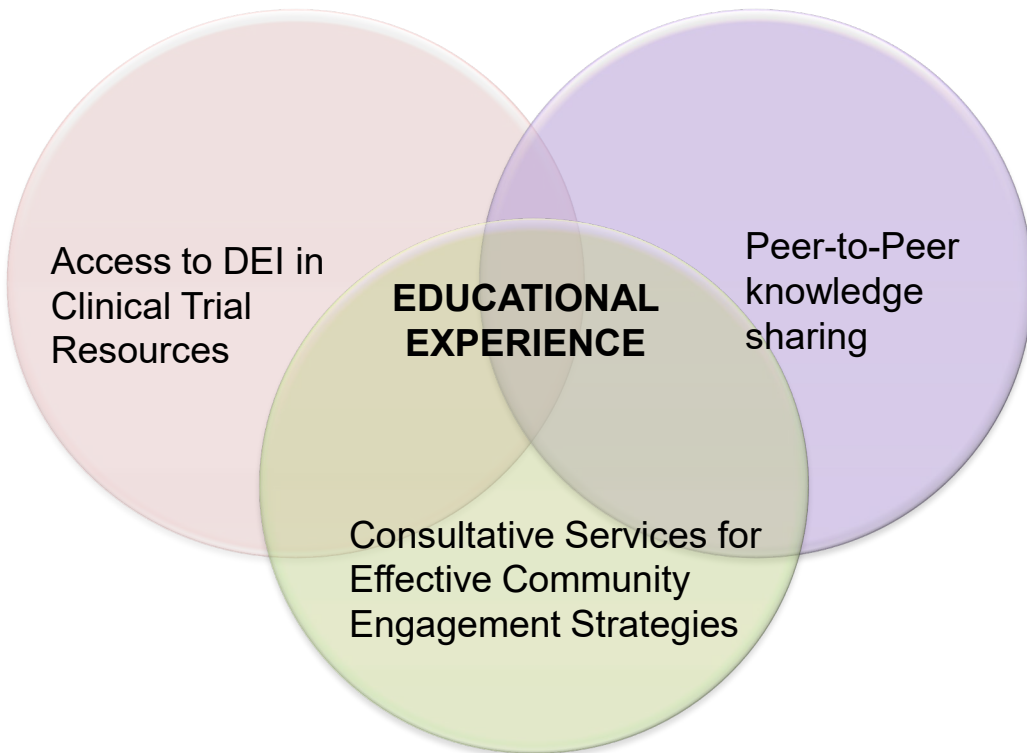 Access to DEI in
Clinical Trial
Resources
EDUCATIONAL
EXPERIENCE
Peer-to-Peer
knowledge
sharing
Consultative Services for
Effective Community
Engagement Strategies